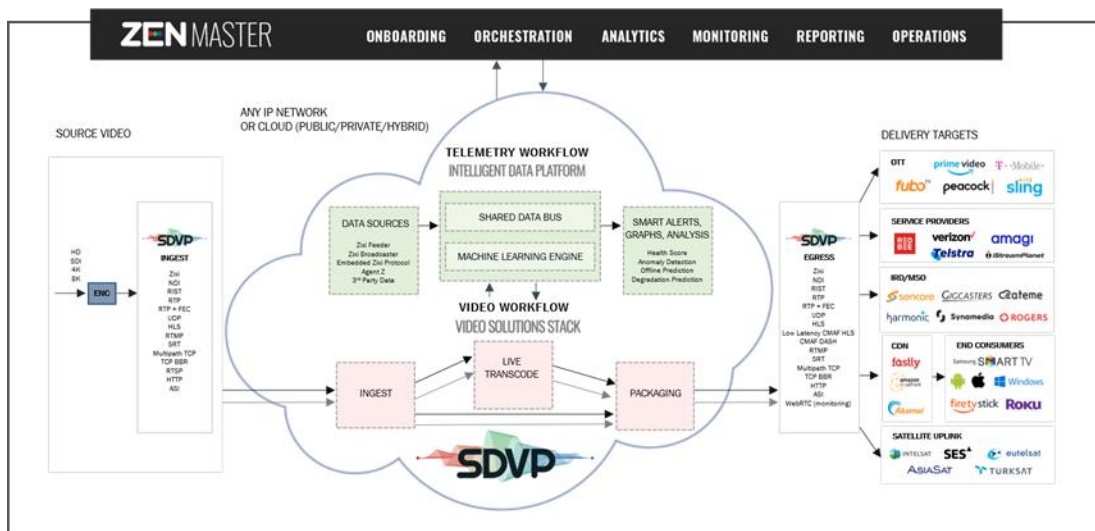 ZEN MASTER
ONBOARDING ORCHESTRATION ANALYTICS MONITORING REPORTING OPERATIONS
ANY IP NETWORK
OR CLOUD (PUBLIC/PRIVATE/HYBRID)
SOURCE VIDEO
HD
SDI
4K
8K
ENC
SDVP
INGEST
Zixi
NDI
RIST
RTP
RTP + FEC
UDP
HLS
RTMP
SRT
Multipath TCP
TCP BBR
RTSP
HTTP
ASI
TELEMETRY WORKFLOW
INTELLIGENT DATA PLATFORM
DATA SOURCES
Zixi Feeder
Zixi Broadcaster
Embedded Zixi Protocol
Agent Z
3rd Party Data
SHARED DATA BUS
MACHINE LEARNING ENGINE
SMART ALERTS,
GRAPHS, ANALYSIS
Health Score
Anomaly Detection
Offline Prediction
Degradation Prediction
VIDEO WORKFLOW
VIDEO SOLUTIONS STACK
INGEST
LIVE
TRANSCODE
PACKAGING
SDVP
SDVP
EGRESS
Zixi
NDI
RIST
RTP
RTP + FEC
UDP
HLS
Low Latency CMAF HLS
CMAF DASH
RTMP
SRT
Multipath TCP
TCP BBR
HTTP
ASI
WebRTC (monitoring)
DELIVERY TARGETS
OTT
prime video
T-Mobile
fubo
peacock
sling
SERVICE PROVIDERS
RED BEE
verizon
amagi
Telstra
iStreamPlanet
IRD/MSO
sencore
GIGCASTERS
ateme
harmonic
Synamedia
ROGERS
CDN
fastly
amazon
Akamai
END CONSUMERS
Samsung SMART TV
Windows
firetvstick
ROKU
SATELLITE UPLINK
INTELSAT
SES
eutelsat
ASIASAT
TURKSAT